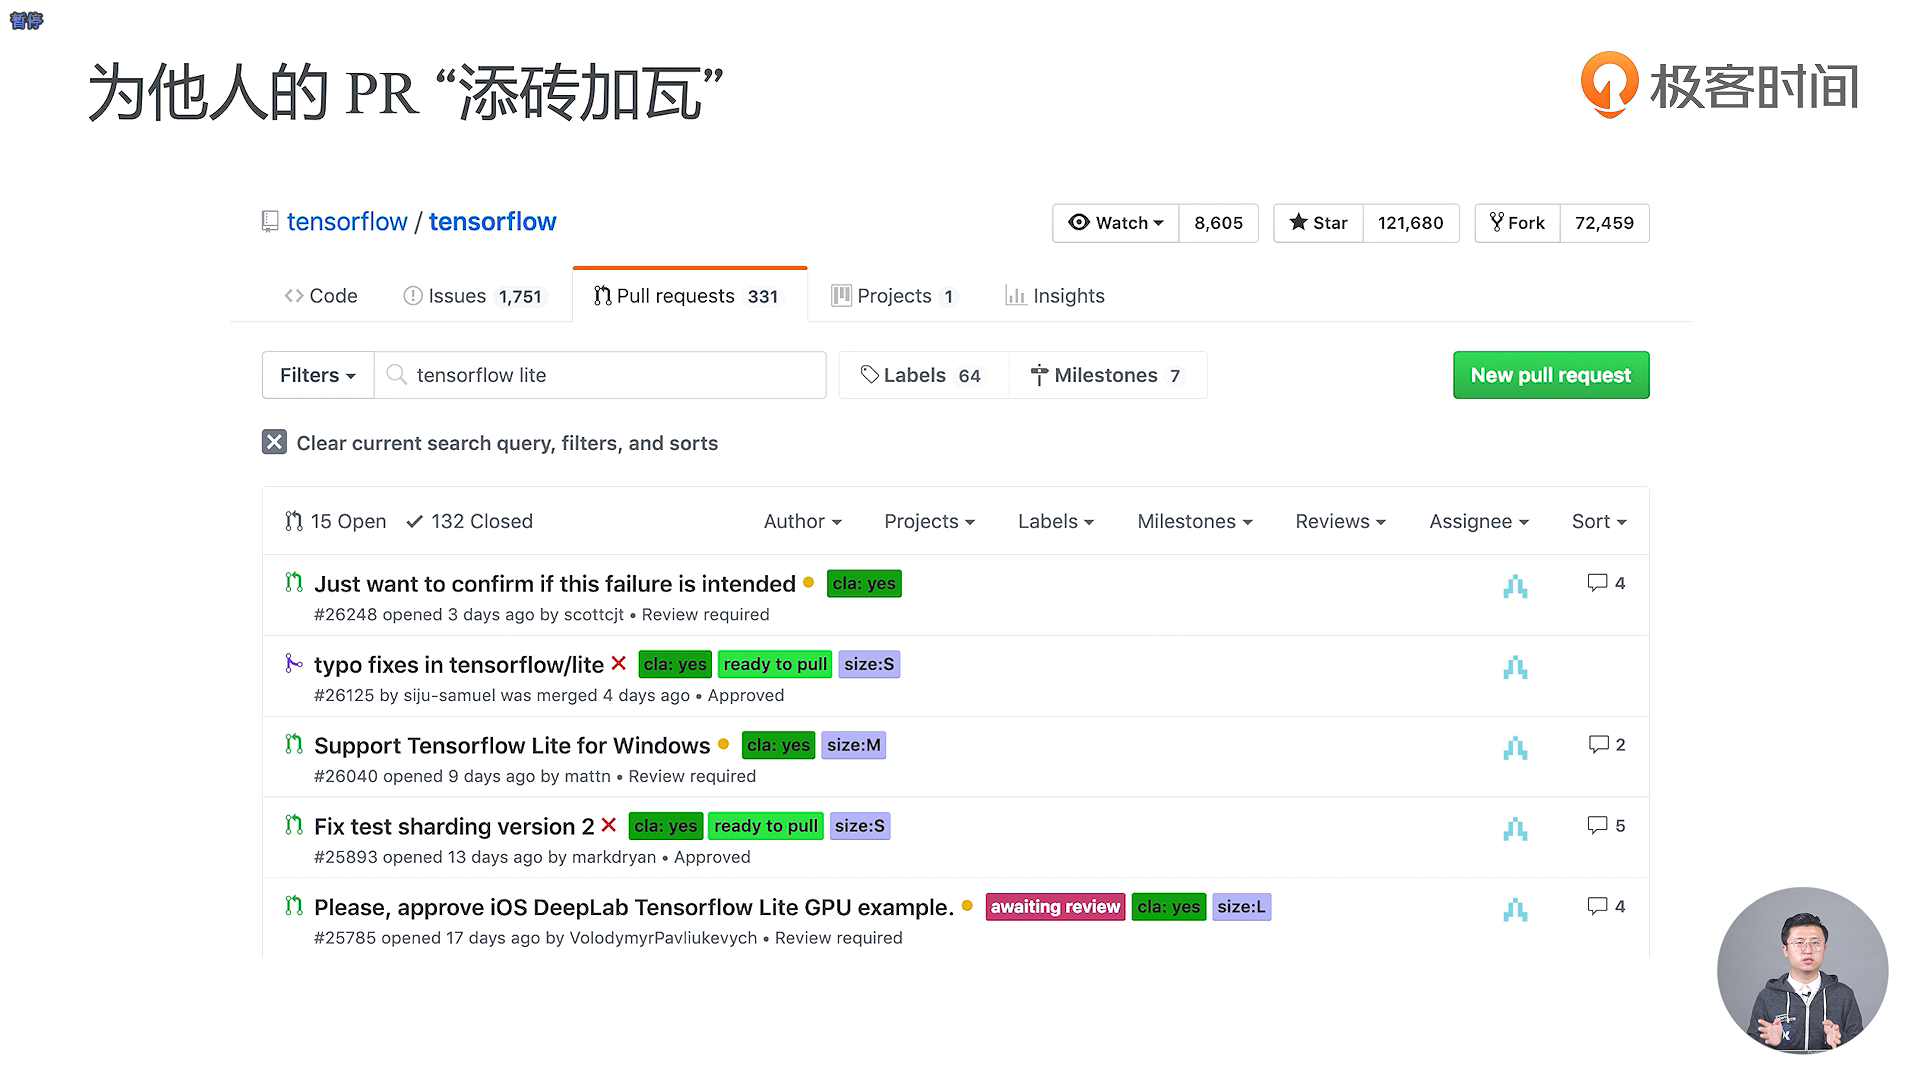 暂停
为他人的 PR “添砖加瓦”
极客时间
tensorflow / tensorflow
Watch 8,605 Star 121,680 Fork 72,459
Code Issues 1,751 Pull requests 331 Projects 1 Insights
Filters tensorflow lite Labels 64 Milestones 7 New pull request
Clear current search query, filters, and sorts
15 Open 132 Closed Author Projects Labels Milestones Reviews Assignee Sort
Just want to confirm if this failure is intended cla: yes 4
#26248 opened 3 days ago by scottcjt • Review required
typo fixes in tensorflow/lite cla: yes ready to pull size:S
#26125 by siju-samuel was merged 4 days ago • Approved
Support Tensorflow Lite for Windows cla: yes size:M 2
#26040 opened 9 days ago by mattn • Review required
Fix test sharding version 2 cla: yes ready to pull size:S 5
#25893 opened 13 days ago by markdryan • Approved
Please, approve iOS DeepLab Tensorflow Lite GPU example. awaiting review cla: yes size:L 4
#25785 opened 17 days ago by VolodymyrPavliukevych • Review required